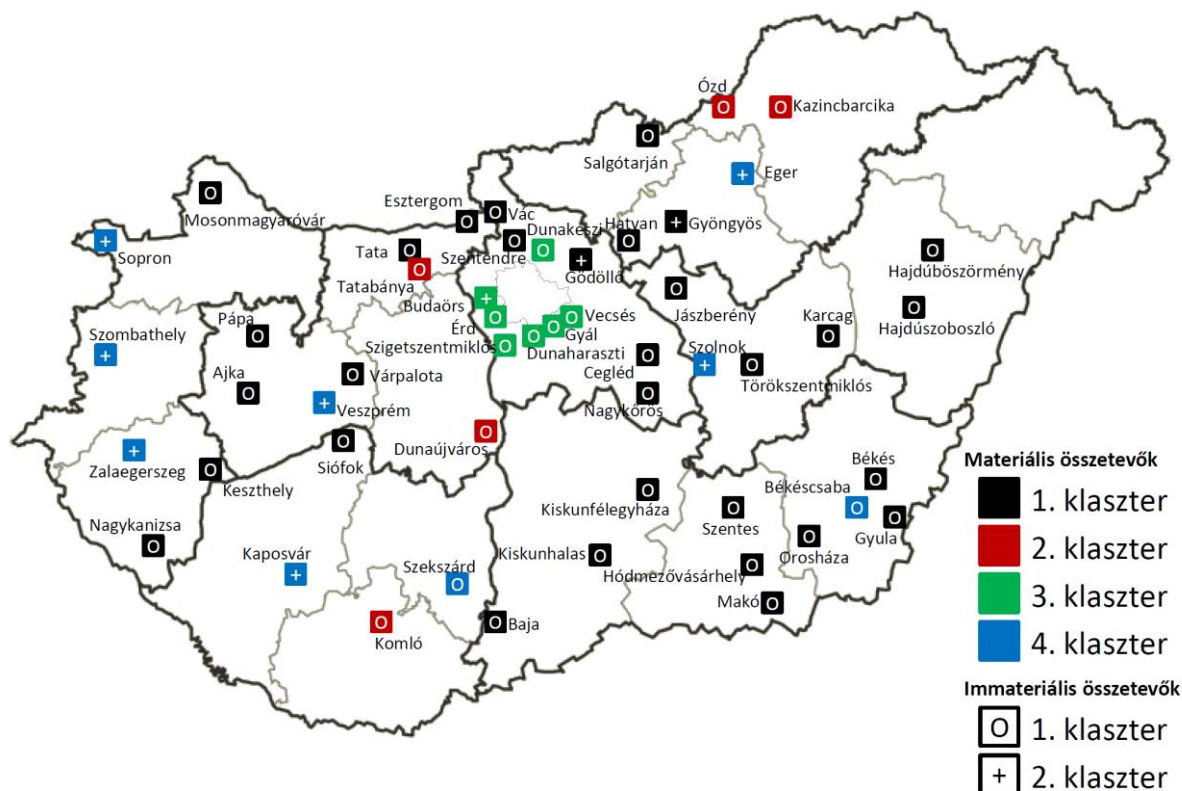 Ózd
Kazincbarcika
Salgótarján
Eger
Esztergom
Vác
Mosonmagyaróvár
Dunakeszi
Hatvan
Gyöngyös
Sopron
Tata
Szentendre
Gödöllő
Hajdúböszörmény
Tatabánya
Budaörs
Jászberény
Hajdúszoboszló
Pápa
Érd
Vecsés
Gyál
Karcag
Szombathely
Szigetszentmiklós
Dunaharaszti
Szolnok
Ajka
Várpalota
Cegléd
Törökszentmiklós
Veszprém
Nagykőrös
Dunaújváros
Siófok
Zalaegerszeg
Keszthely
Békés
Békéscsaba
Kiskunfélegyháza
Szentes
Nagykanizsa
Gyula
Orosháza
Kaposvár
Szekszárd
Kiskunhalas
Hódmezővásárhely
Makó
Baja
Komló
Materiális összetevők
1. klaszter
2. klaszter
3. klaszter
4. klaszter
Immateriális összetevők
O 1. klaszter
+ 2. klaszter